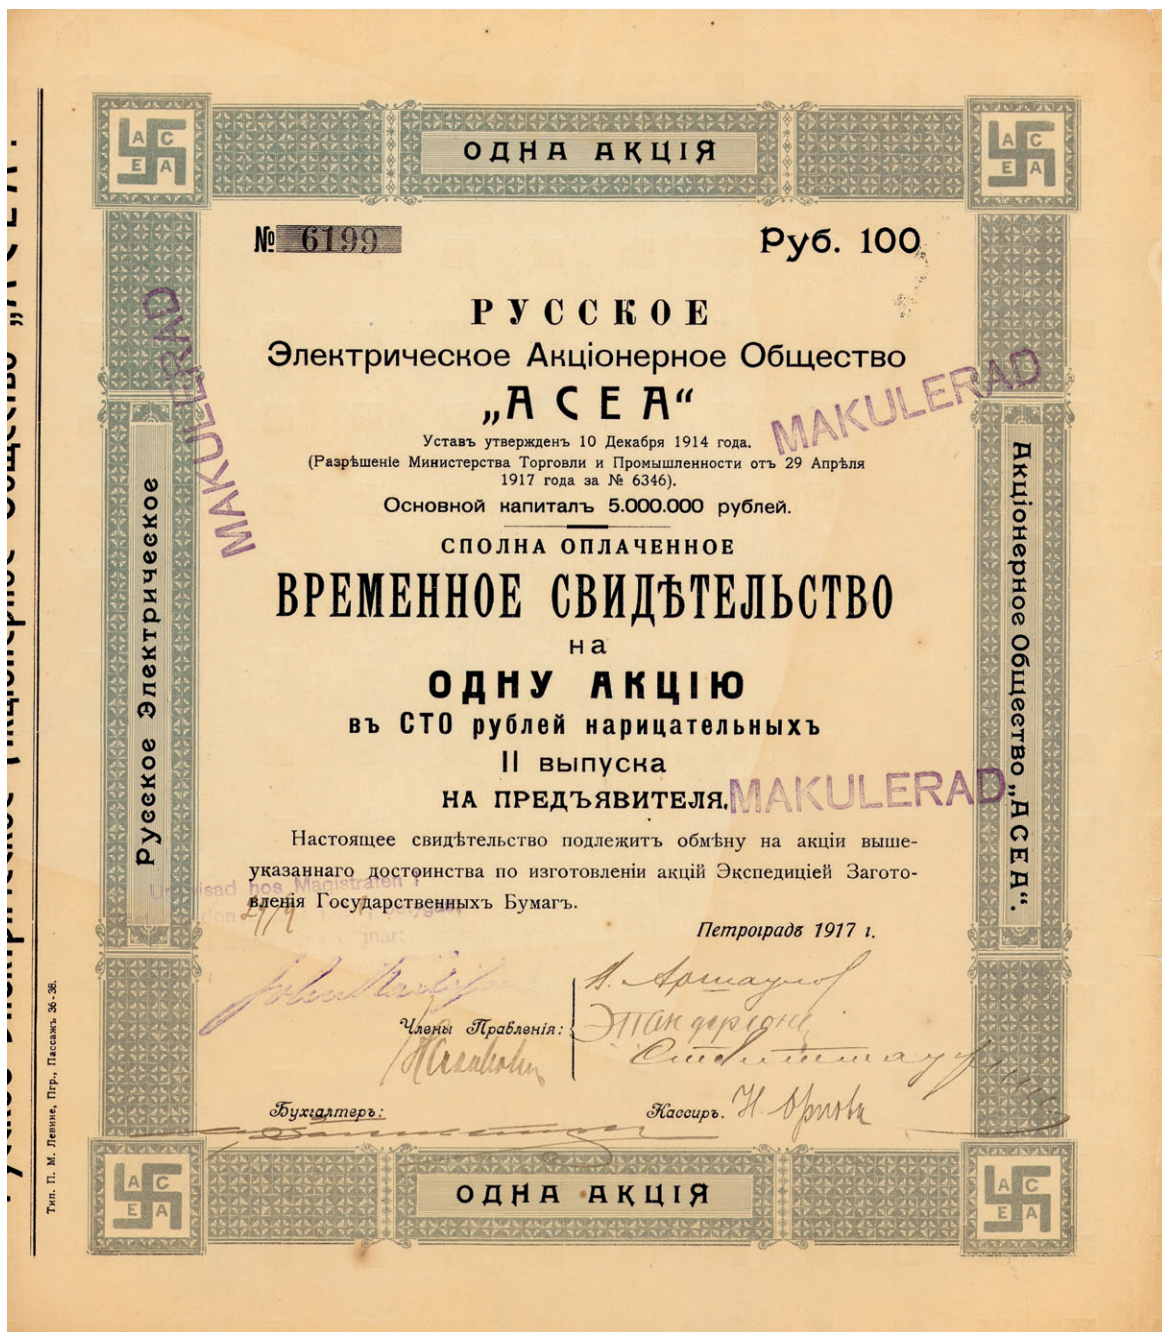 ОДНА АКЦІЯ
A C
E A
A C
E A
№ 6199
Руб. 100
РУССКОЕ
Электрическое Акціонерное Общество
„АСЕА“
Уставъ утвержденъ 10 Декабря 1914 года.
(Разрѣшеніе Министерства Торговли и Промышленности отъ 29 Апрѣля
1917 года за № 6346).
Основной капиталъ 5.000.000 рублей.
MAKULERAD
MAKULERAD
СПОЛНА ОПЛАЧЕННОЕ
ВРЕМЕННОЕ СВИДѢТЕЛЬСТВО
на
ОДНУ АКЦІЮ
въ СТО рублей нарицательныхъ
II выпуска
НА ПРЕДЪЯВИТЕЛЯ.
MAKULERAD
Настоящее свидѣтельство подлежитъ обмѣну на акціи выше-
указаннаго достоинства по изготовленіи акцій Экспедиціей Загото-
вленія Государственныхъ Бумагъ.
hos Magistraten i
Петроградъ 1917 г.
Члены Правленія:
Бухгалтеръ:
Кассиръ. Н. Орловъ
Русское Электрическое
Акціонерное Общество „АСЕА“.
ОДНА АКЦІЯ
A C
E A
A C
E A
Тип. П. М. Левине, Пгр., Пассажъ 36-38.